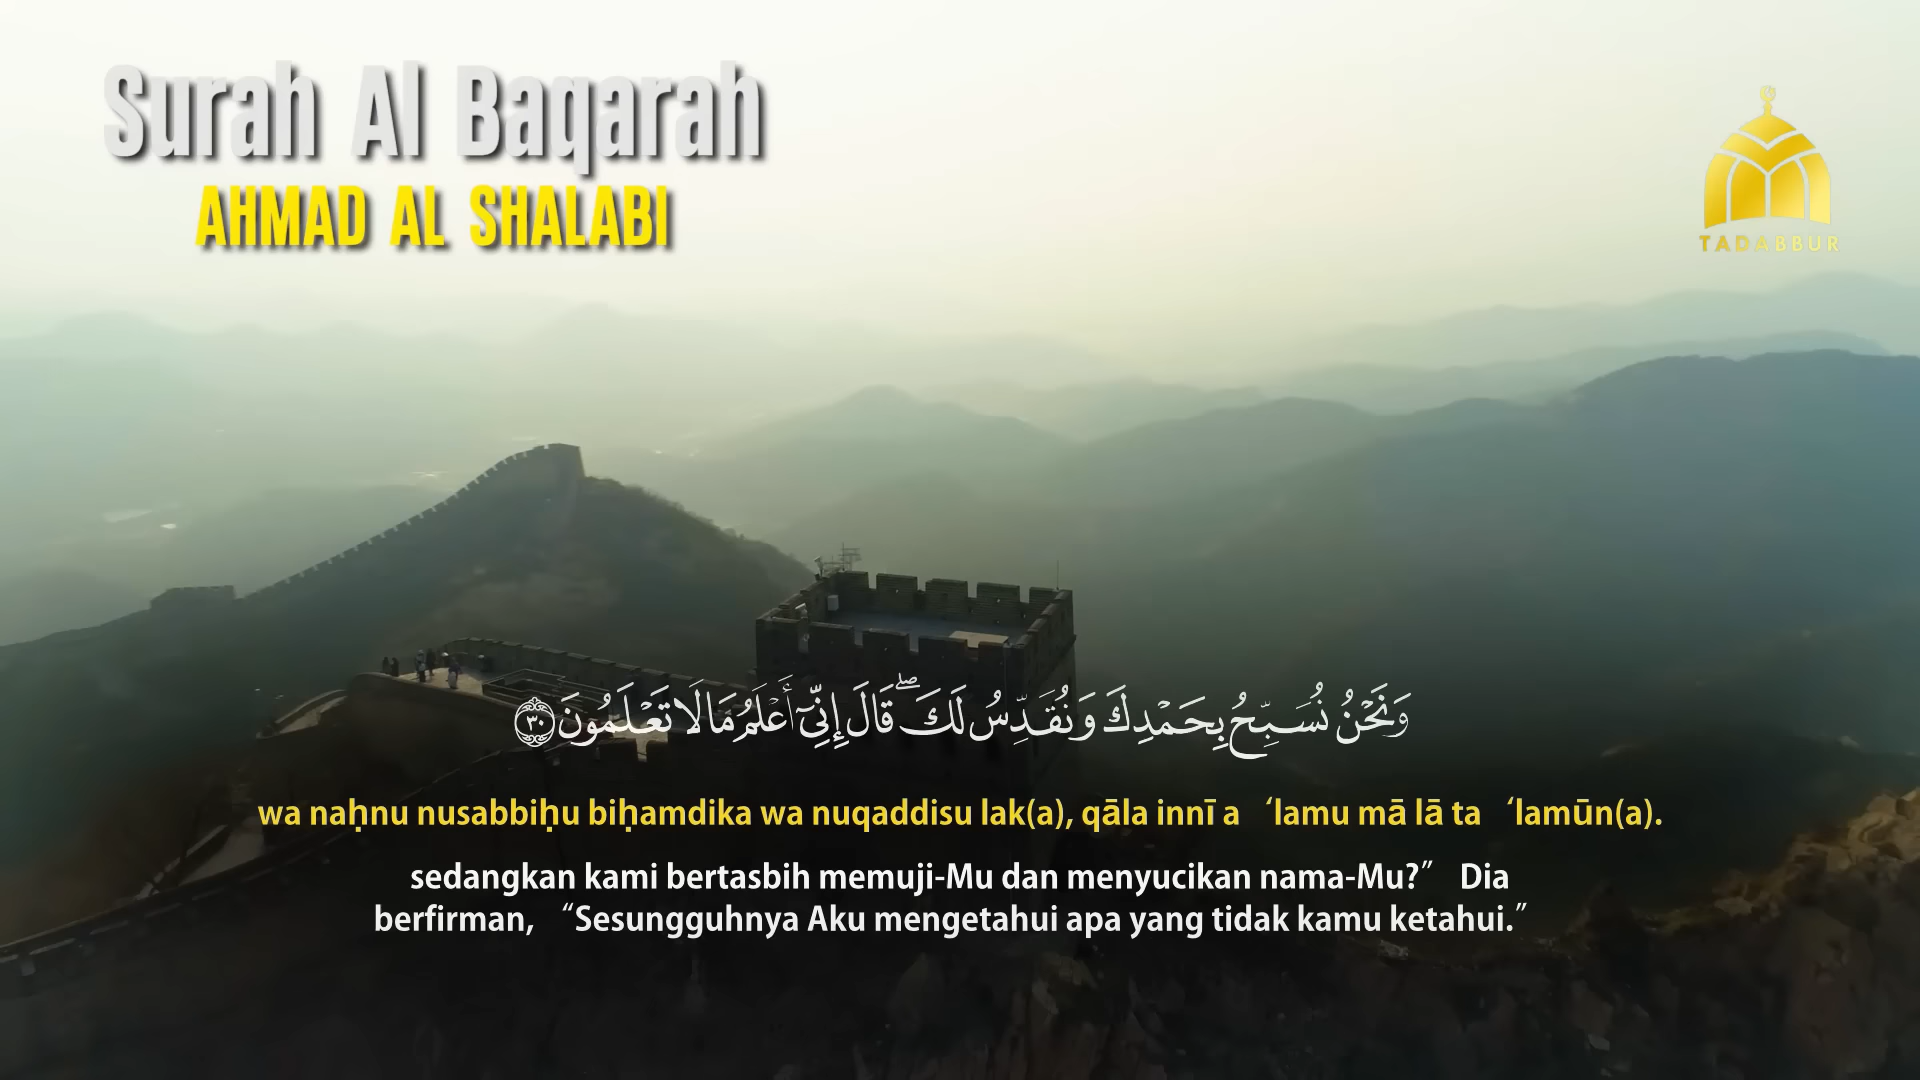 Surah Al Baqarah
AHMAD AL SHALABI
TADABBUR
وَنَحْنُ نُسَبِّحُ بِحَمْدِكَ وَنُقَدِّسُ لَكَ ۖ قَالَ إِنِّىٓ أَعْلَمُ مَا لَا تَعْلَمُونَ ٣٠
wa naḥnu nusabbiḥu biḥamdika wa nuqaddisu lak(a), qāla innī a‘lamu mā lā ta‘lamūn(a).
sedangkan kami bertasbih memuji-Mu dan menyucikan nama-Mu?” Dia
berfirman, “Sesungguhnya Aku mengetahui apa yang tidak kamu ketahui.”